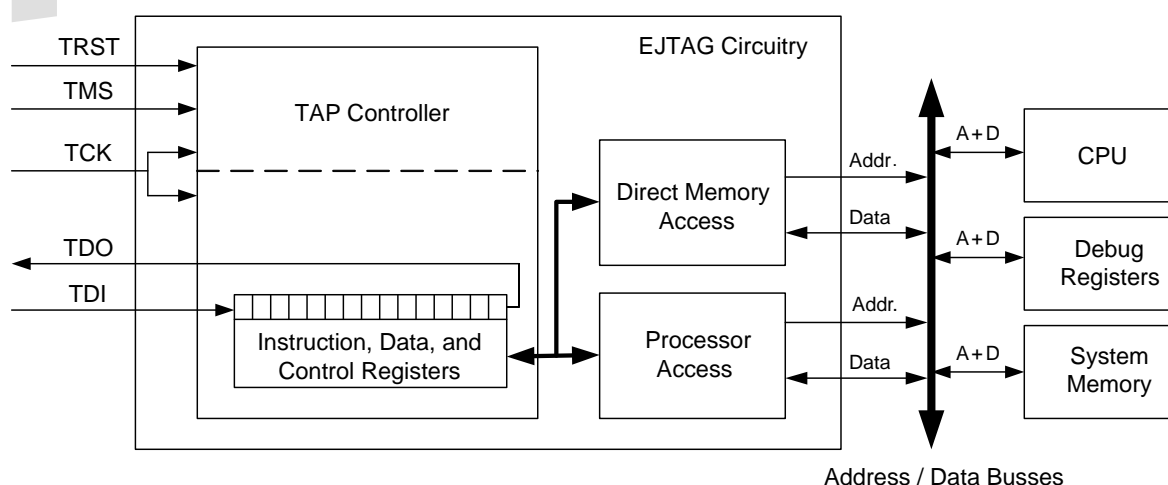 TRST
TMS
TCK
TDO
TDI
EJTAG Circuitry
TAP Controller
Instruction, Data, and
Control Registers
Direct Memory
Access
Processor
Access
Addr.
Data
Addr.
Data
A+D
CPU
A+D
Debug
Registers
A+D
System
Memory
Address / Data Busses